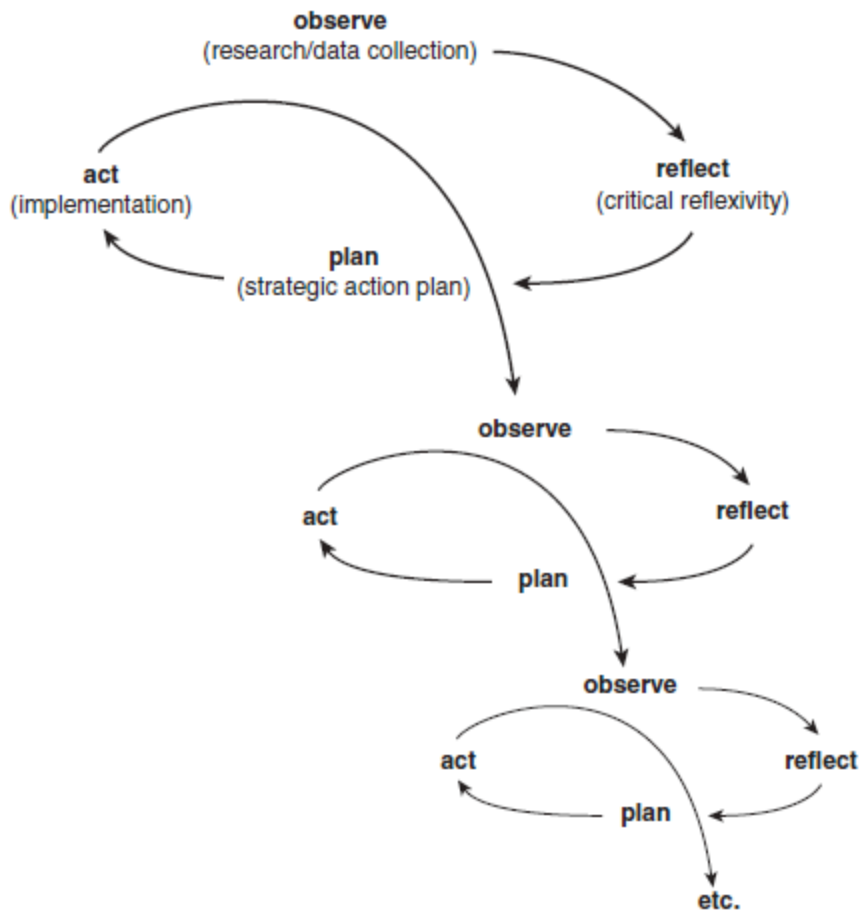 observe
(research/data collection)
reflect
(critical reflexivity)
act
(implementation)
plan
(strategic action plan)
observe
reflect
act
plan
observe
reflect
act
plan
etc.